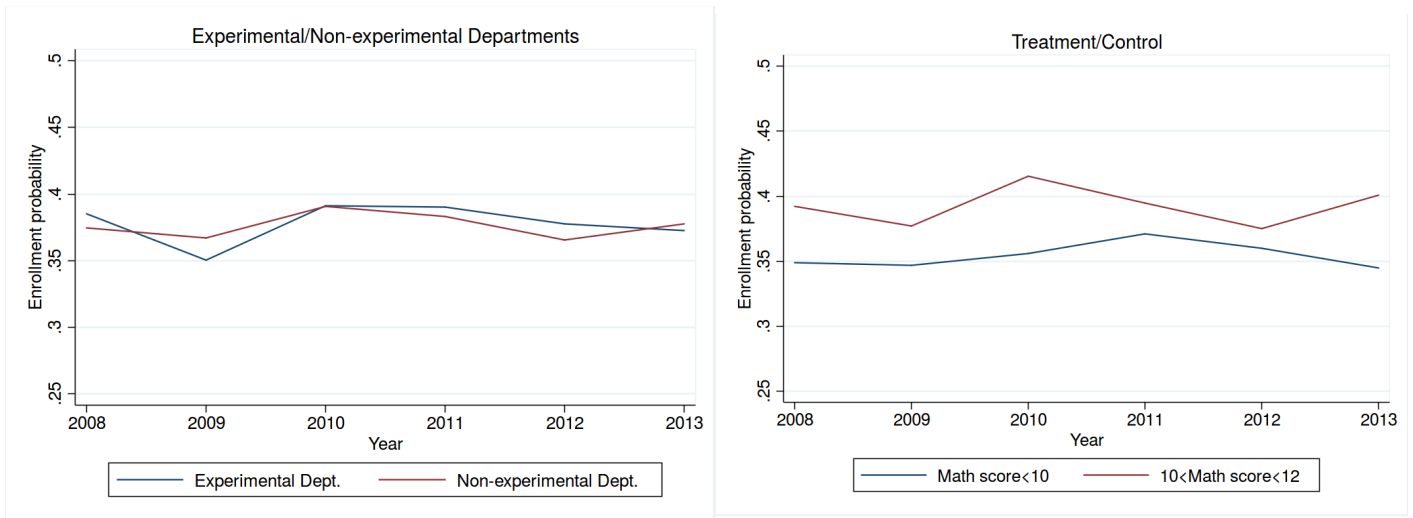 Experimental/Non-experimental Departments
Enrollment probability
.5
.45
.4
.35
.3
.25
2008 2009 2010 2011 2012 2013
Year
Experimental Dept. Non-experimental Dept.
Treatment/Control
Enrollment probability
.5
.45
.4
.35
.3
.25
2008 2009 2010 2011 2012 2013
Year
Math score<10 10<Math score<12